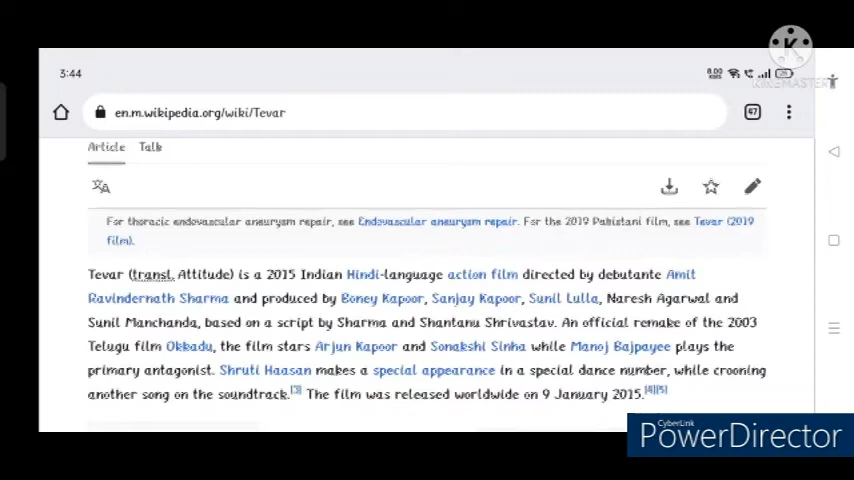 3:44
8.00 KB/S
28
KINEMASTER
en.m.wikipedia.org/wiki/Tevar
47
Article Talk
For thoracic endovascular aneurysm repair, see Endovascular aneurysm repair. For the 2019 Pakistani film, see Tevar (2019
film).
Tevar (transl. Attitude) is a 2015 Indian Hindi-language action film directed by debutante Amit
Ravindernath Sharma and produced by Boney Kapoor, Sanjay Kapoor, Sunil Lulla, Naresh Agarwal and
Sunil Manchanda, based on a script by Sharma and Shantanu Shrivastav. An official remake of the 2003
Telugu film Okkadu, the film stars Arjun Kapoor and Sonakshi Sinha while Manoj Bajpayee plays the
primary antagonist. Shruti Haasan makes a special appearance in a special dance number, while crooning
another song on the soundtrack.[3] The film was released worldwide on 9 January 2015.[4][5]
CyberLink
PowerDirector